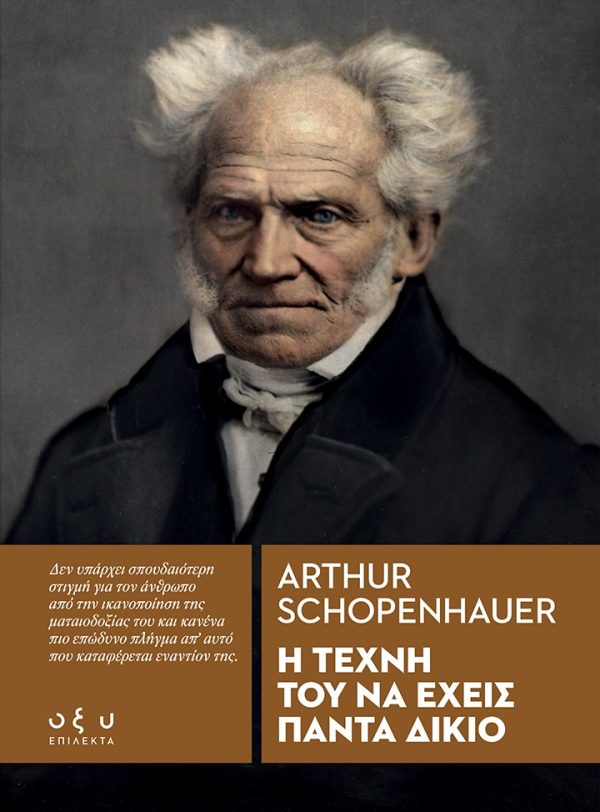 Δεν υπάρχει σπουδαιότερη
στιγμή για τον άνθρωπο
από την ικανοποίηση της
ματαιοδοξίας του και κανένα
πιο επώδυνο πλήγμα απ' αυτό
που καταφέρεται εναντίον της.
οξυ
ΕΠΙΛΕΚΤΑ
ARTHUR
SCHOPENHAUER
Η ΤΕΧΝΗ
ΤΟΥ ΝΑ ΕΧΕΙΣ
ΠΑΝΤΑ ΔΙΚΙΟ